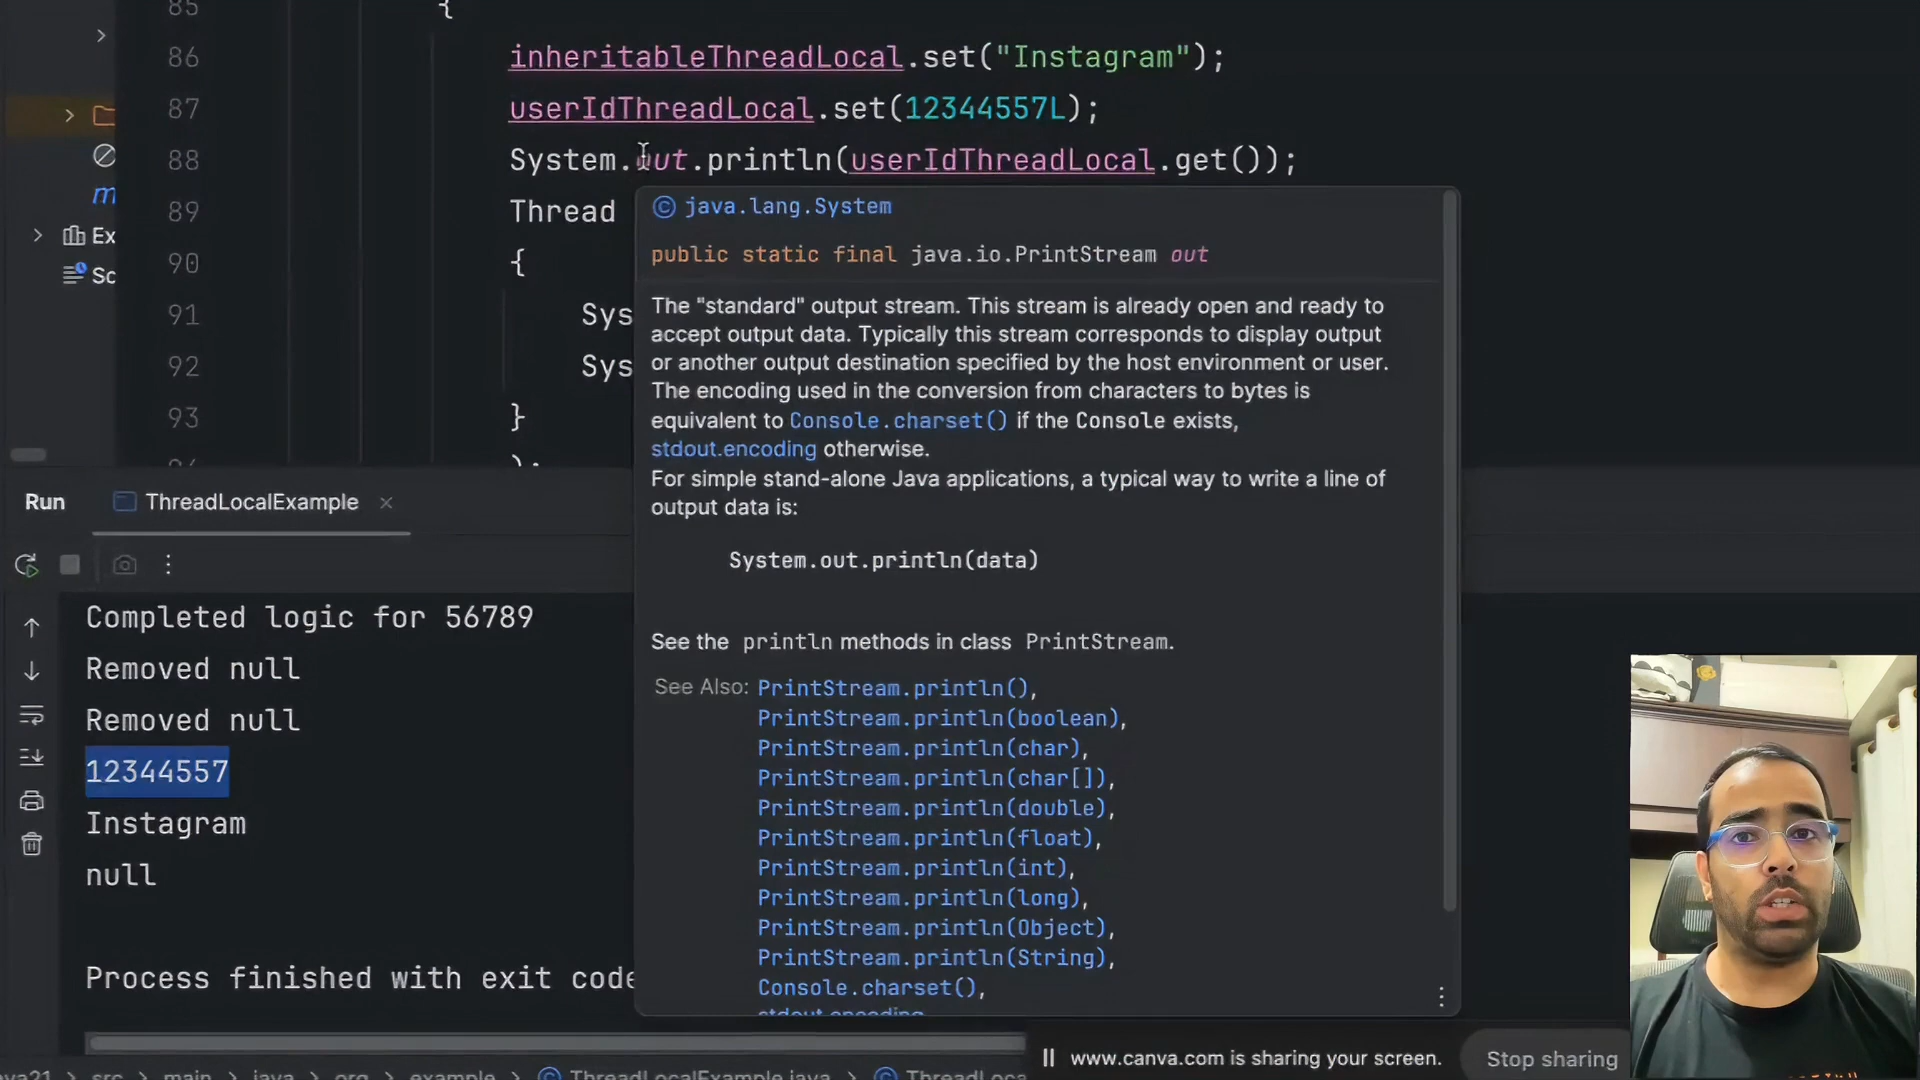 85 {
86 inheritableThreadLocal.set("Instagram");
87 userIdThreadLocal.set(12344557L);
88 System.out.println(userIdThreadLocal.get());
89 Thread
90 {
91 Sys
92 Sys
93 }
m
Ex
Sc
java.lang.System
public static final java.io.PrintStream out
The "standard" output stream. This stream is already open and ready to
accept output data. Typically this stream corresponds to display output
or another output destination specified by the host environment or user.
The encoding used in the conversion from characters to bytes is
equivalent to Console.charset() if the Console exists,
stdout.encoding otherwise.
For simple stand-alone Java applications, a typical way to write a line of
output data is:
System.out.println(data)
See the println methods in class PrintStream.
See Also: PrintStream.println(),
PrintStream.println(boolean),
PrintStream.println(char),
PrintStream.println(char[]),
PrintStream.println(double),
PrintStream.println(float),
PrintStream.println(int),
PrintStream.println(long),
PrintStream.println(Object),
PrintStream.println(String),
Console.charset(),
stdout.encoding
Run ThreadLocalExample
Completed logic for 56789
Removed null
Removed null
12344557
Instagram
null
Process finished with exit code
www.canva.com is sharing your screen. Stop sharing
va21 > src > main > java > org > example > ThreadLocalExample.java > ThreadLoca